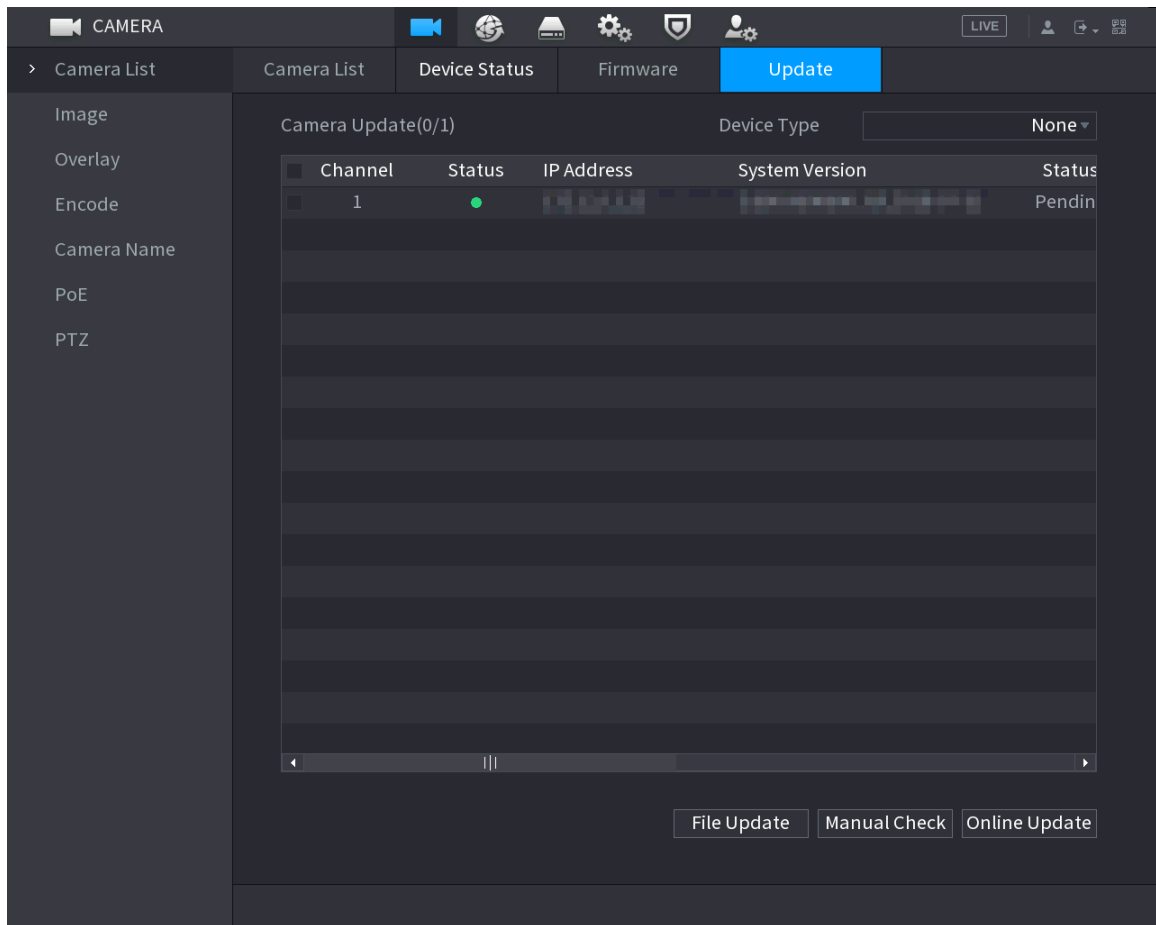 CAMERA LIVE
Camera List Camera List Device Status Firmware Update
Image
Camera Update(0/1) Device Type None
Overlay
Channel Status IP Address System Version Status
Encode
1 Pendin
Camera Name
PoE
PTZ
File Update Manual Check Online Update